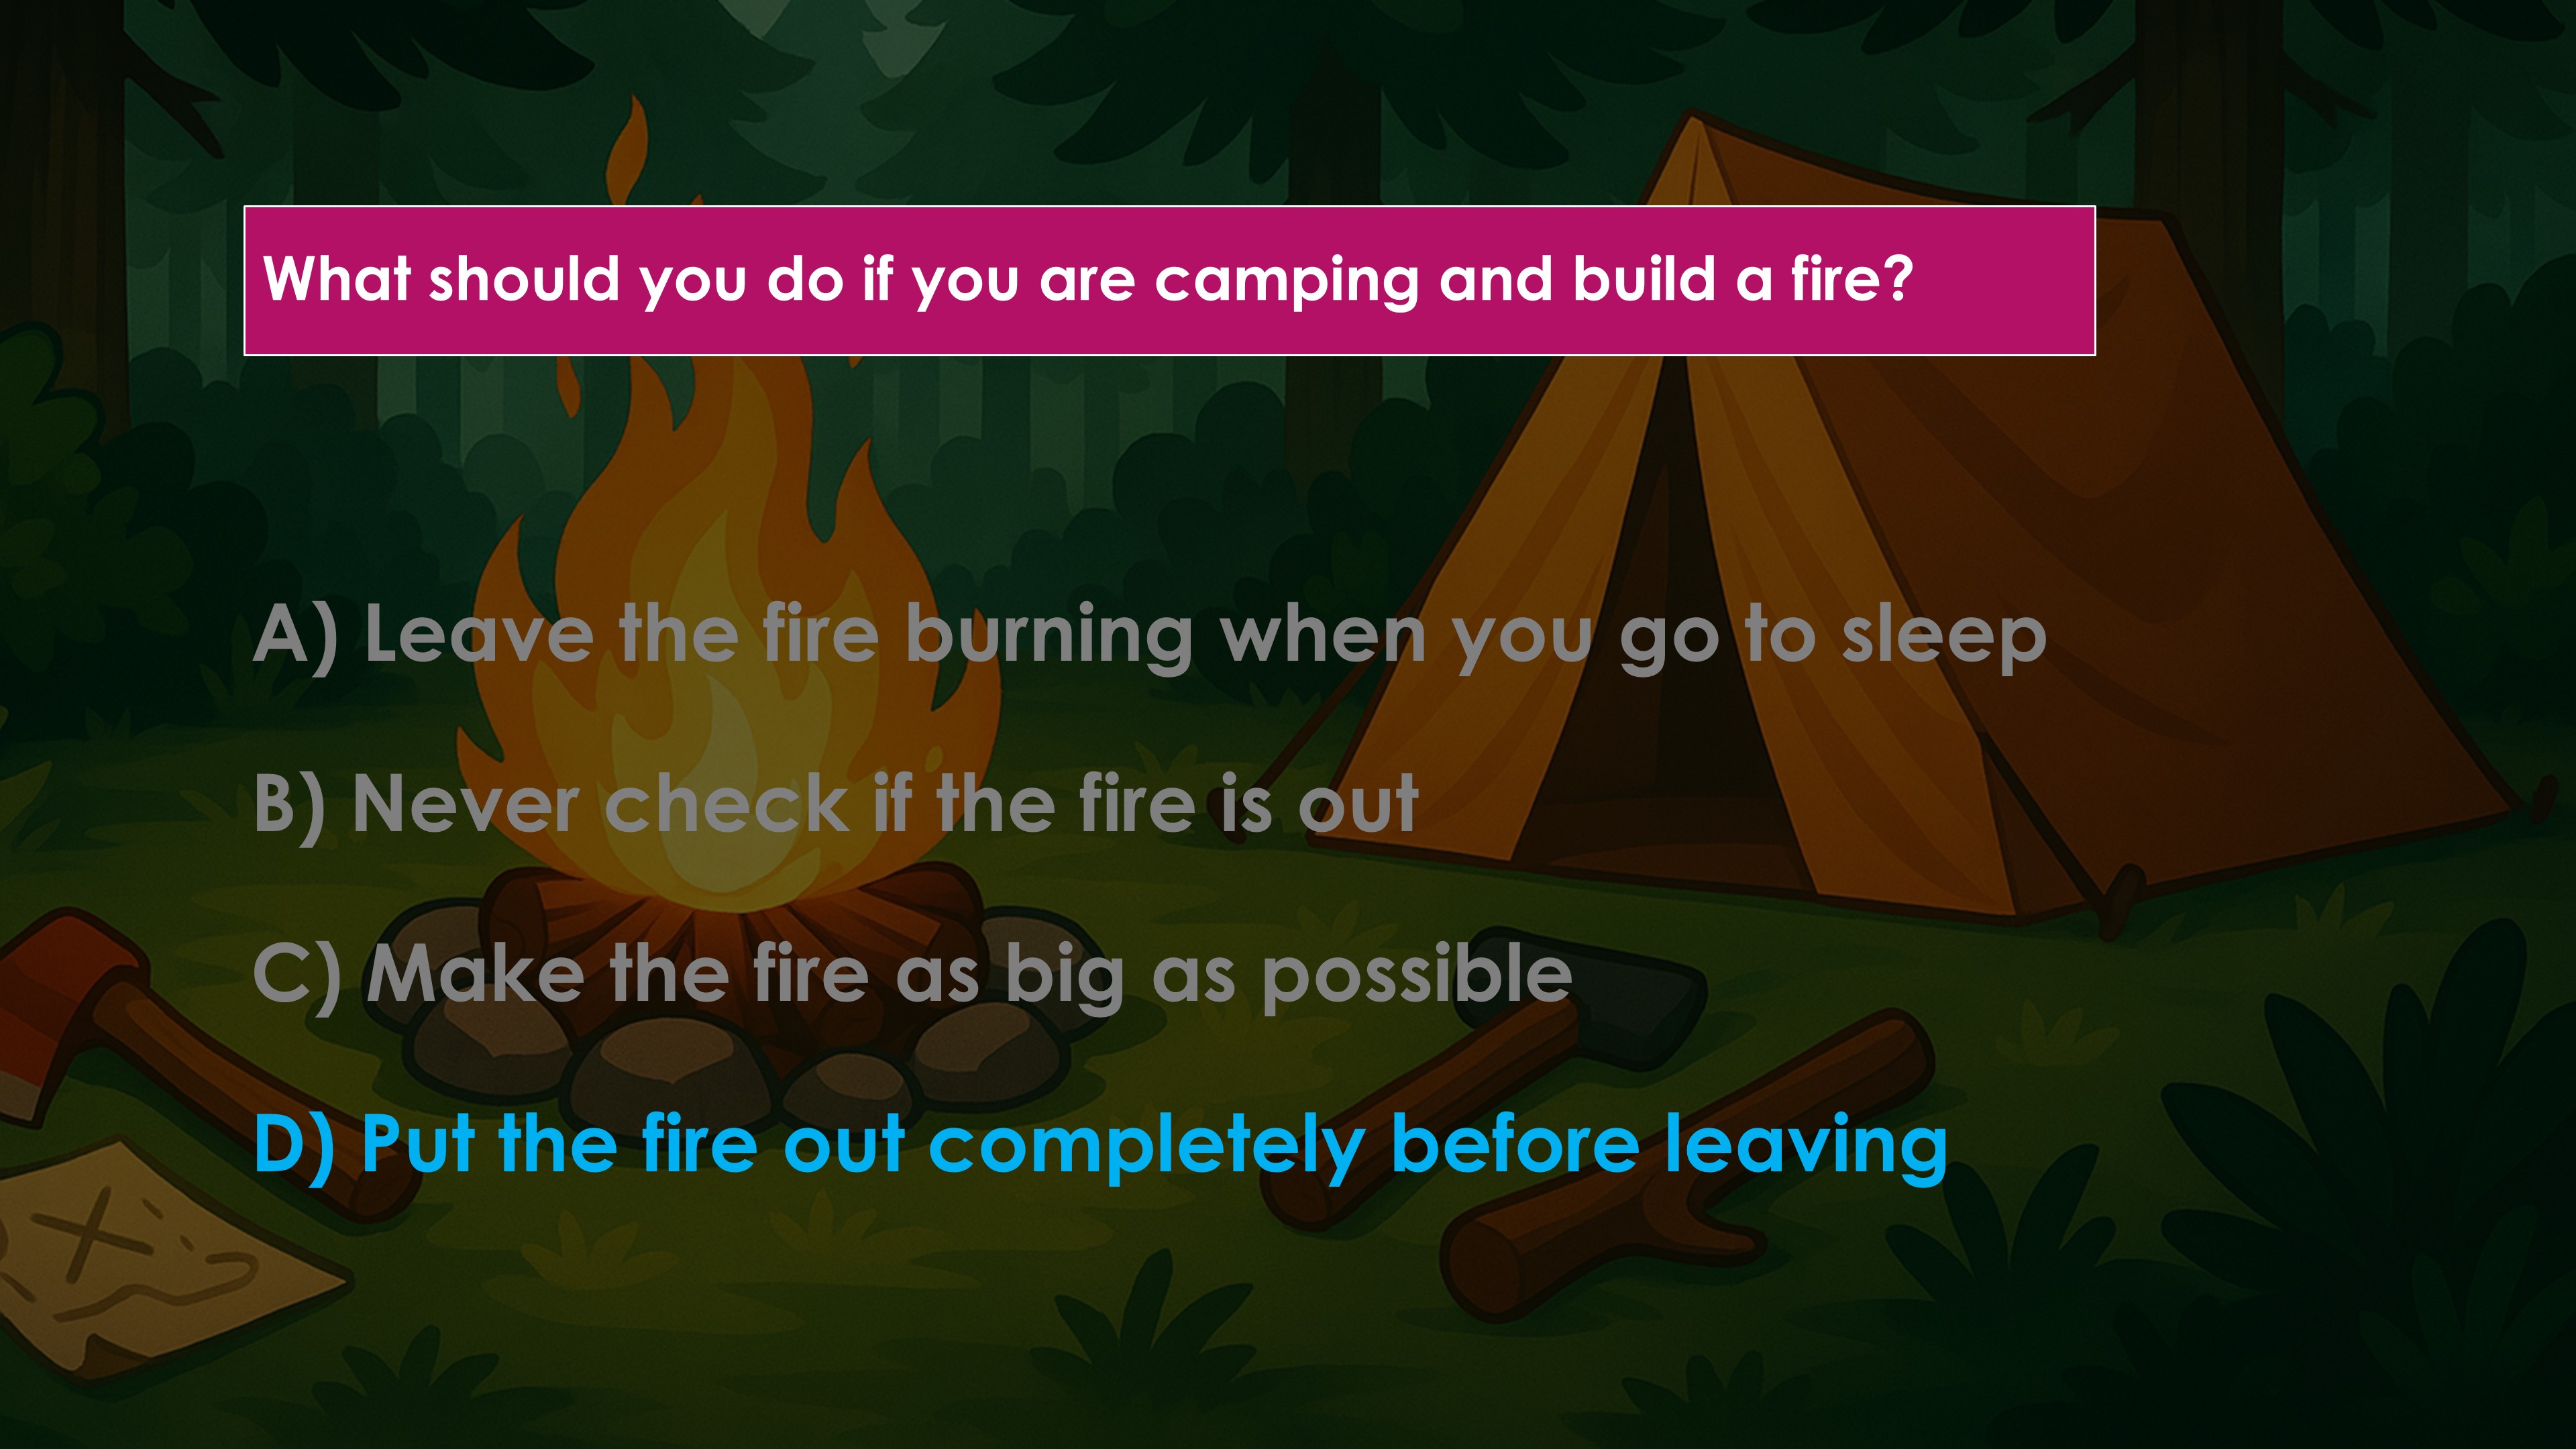 What should you do if you are camping and build a fire?
A) Leave the fire burning when you go to sleep
B) Never check if the fire is out
C) Make the fire as big as possible
D) Put the fire out completely before leaving